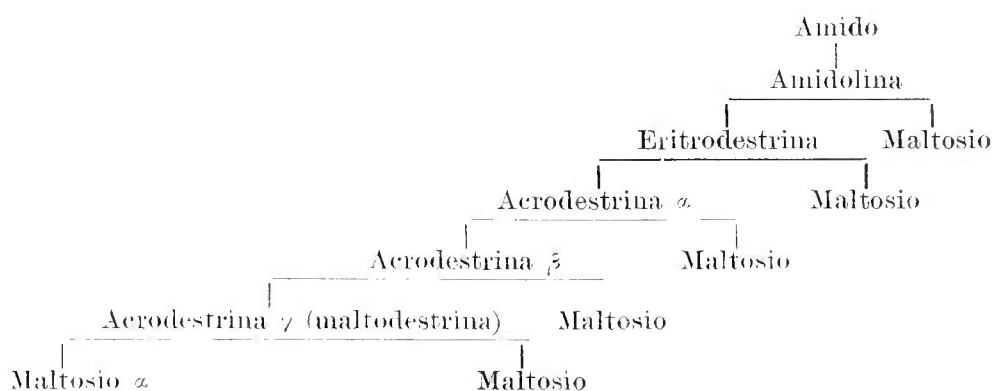 Amido
Amidolina
Eritrodestrina Maltosio
Acrodestrina α Maltosio
Acrodestrina β Maltosio
Acrodestrina γ (maltodestrina) Maltosio
Maltosio α Maltosio